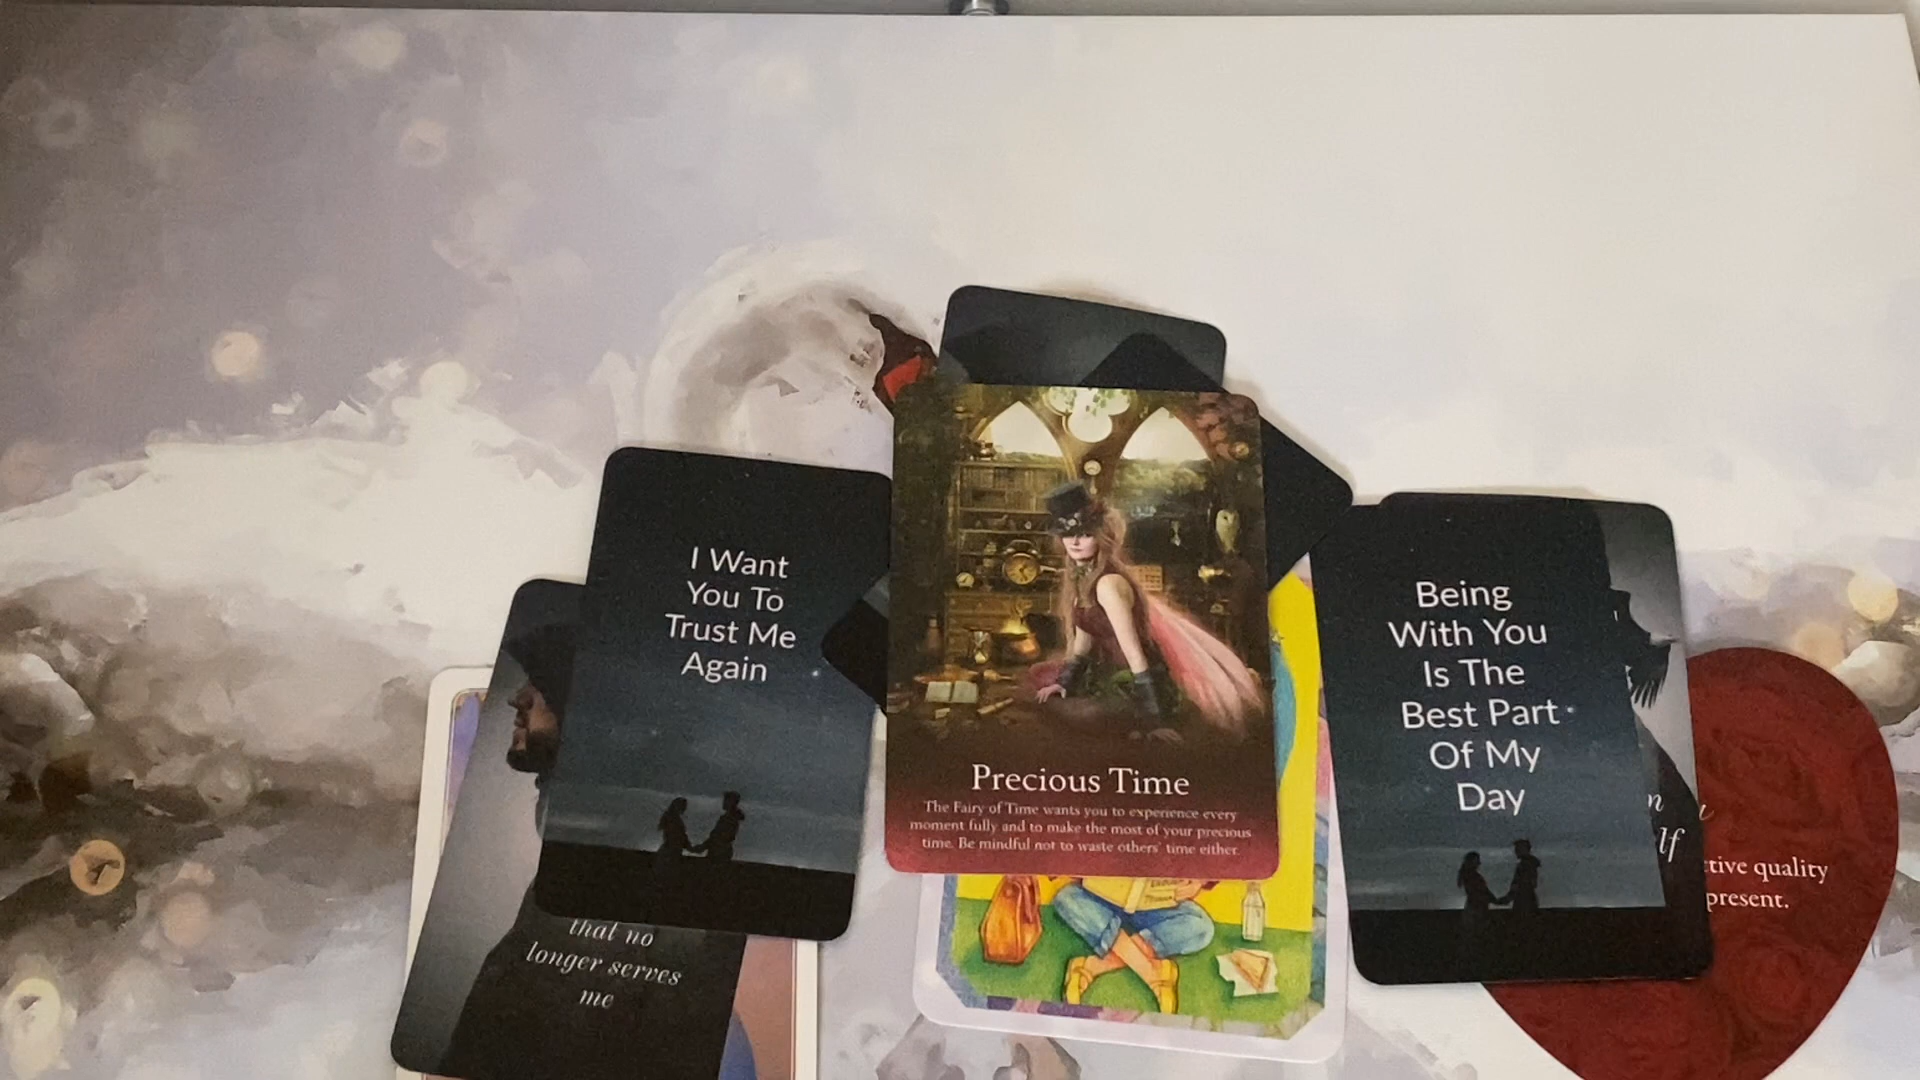 I Want
You To
Trust Me
Again
that no
longer serves
me
Precious Time
The Fairy of Time wants you to experience every
moment fully and to make the most of your precious
time. Be mindful not to waste others' time either.
Being
With You
Is The
Best Part
Of My
Day
quality
present.